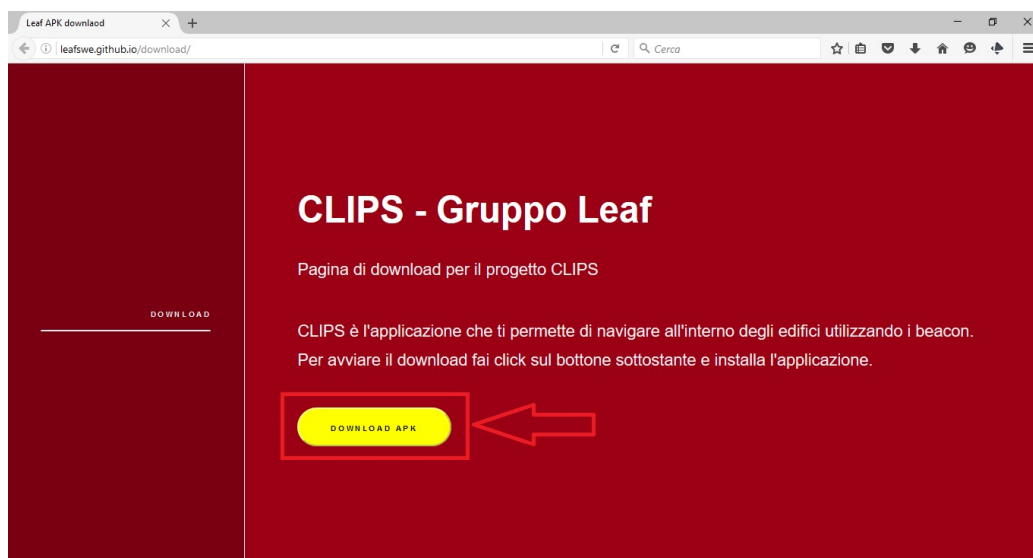 Leaf APK downlaod
leafswe.github.io/download/
Cerca
CLIPS - Gruppo Leaf
Pagina di download per il progetto CLIPS
DOWNLOAD
CLIPS è l'applicazione che ti permette di navigare all'interno degli edifici utilizzando i beacon.
Per avviare il download fai click sul bottone sottostante e installa l'applicazione.
DOWNLOAD APK